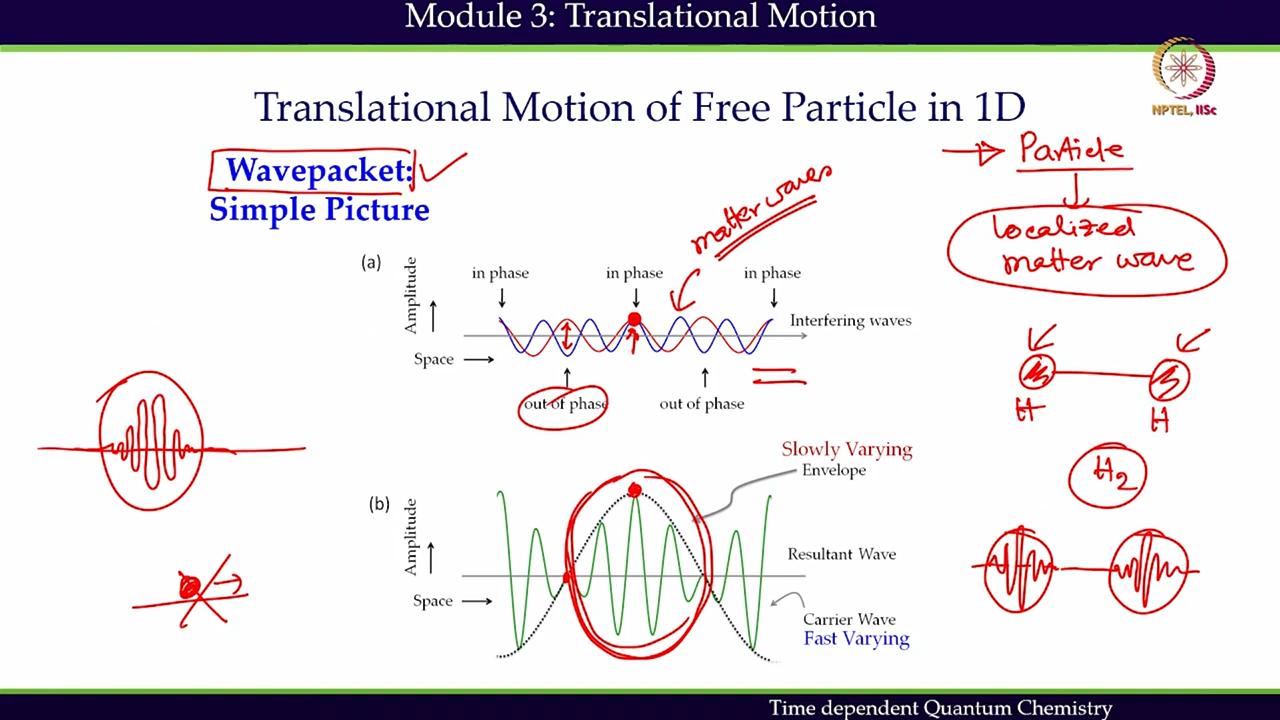 Module 3: Translational Motion
NPTEL, IISc
Translational Motion of Free Particle in 1D
Wavepacket:
Simple Picture
matter waves
Particle
localized
matter wave
(a)
Amplitude
in phase
in phase
in phase
Interfering waves
Space
out of phase
out of phase
H
H
H2
Slowly Varying
Envelope
(b)
Amplitude
Resultant Wave
Space
Carrier Wave
Fast Varying
Time dependent Quantum Chemistry